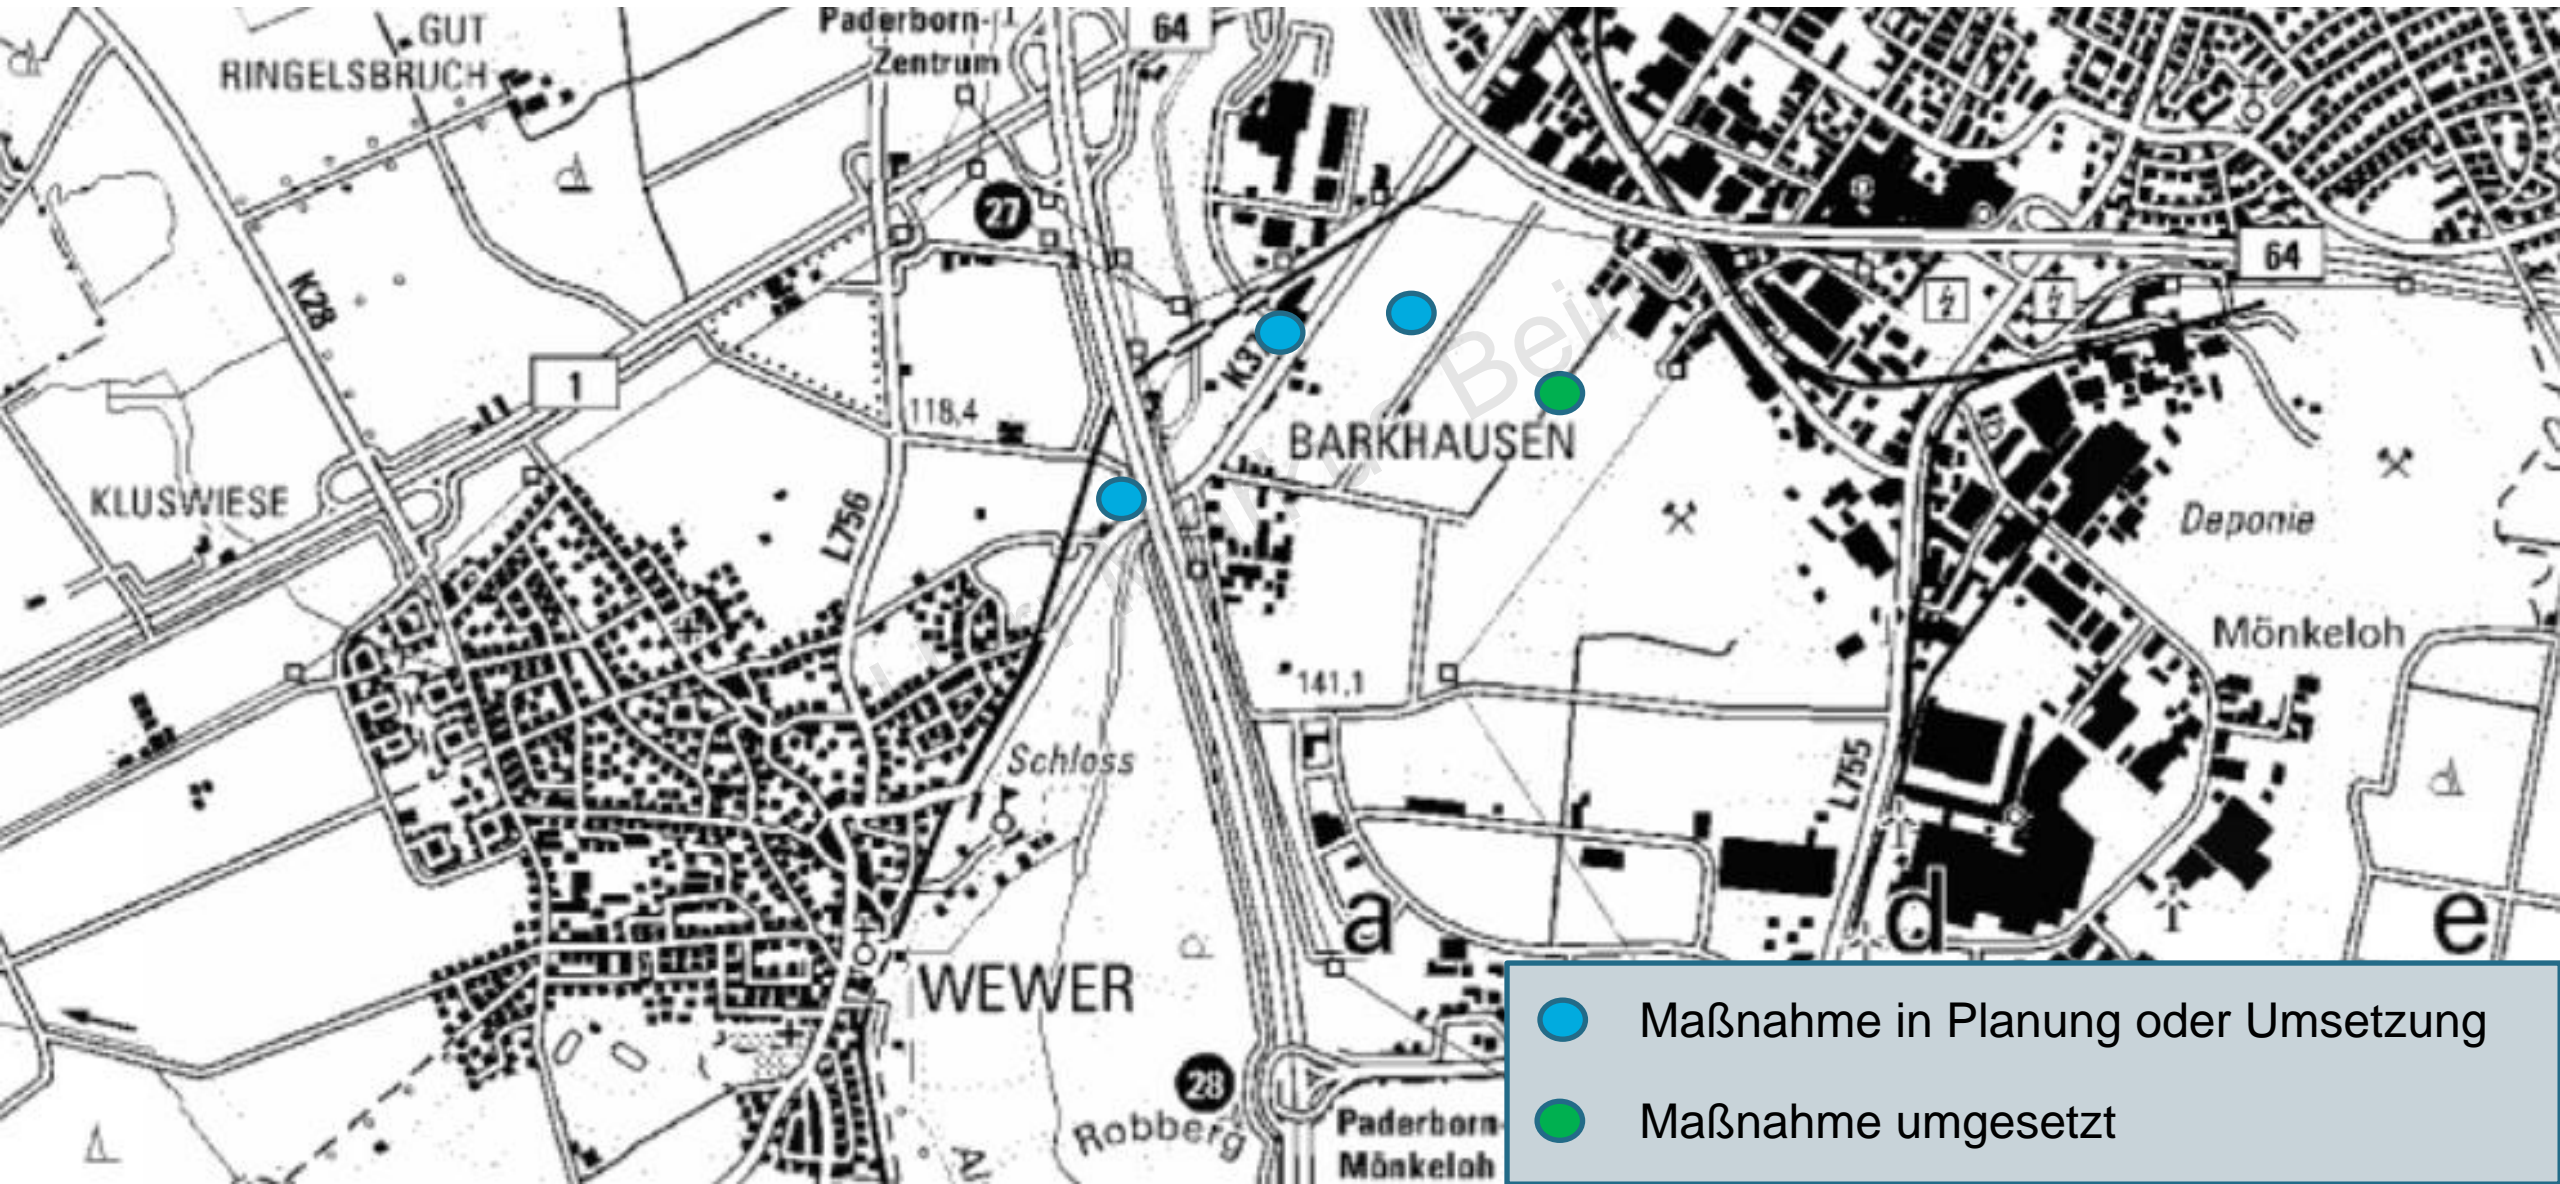 GUT
RINGELSBRUCH
Paderborn-
Zentrum
64
27
K28
64
1
K37
118,4
BARKHAUSEN
KLUSWIESE
L756
Deponie
Mönkeloh
141,1
Schloss
L755
a
d
e
WEWER
28
Robberg
Paderborn-
Mönkeloh
Maßnahme in Planung oder Umsetzung
Maßnahme umgesetzt